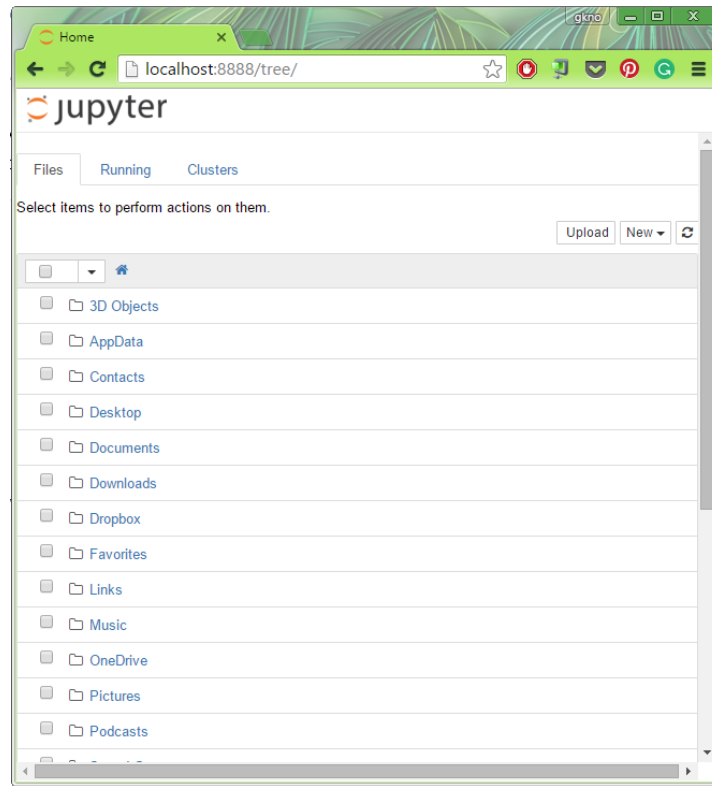 gkno
Home
localhost:8888/tree/
jupyter
Files Running Clusters
Select items to perform actions on them.
Upload New
3D Objects
AppData
Contacts
Desktop
Documents
Downloads
Dropbox
Favorites
Links
Music
OneDrive
Pictures
Podcasts